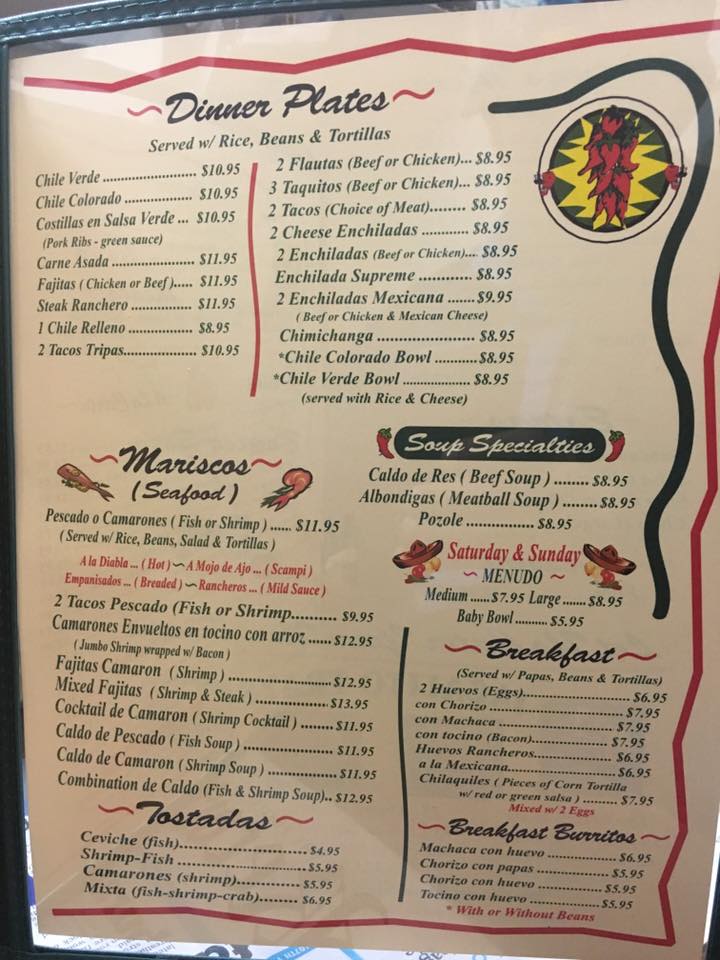 Dinner Plates
Served w/ Rice, Beans & Tortillas
Chile Verde .......................... $10.95
Chile Colorado ................... $10.95
Costillas en Salsa Verde ... $10.95
(Pork Ribs - green sauce)
Carne Asada ....................... $11.95
Fajitas ( Chicken or Beef )..... $11.95
Steak Ranchero .................. $11.95
1 Chile Relleno ................... $8.95
2 Tacos Tripas.................... $10.95
2 Flautas (Beef or Chicken)... $8.95
3 Taquitos (Beef or Chicken)... $8.95
2 Tacos (Choice of Meat)........ $8.95
2 Cheese Enchiladas ............ $8.95
2 Enchiladas (Beef or Chicken).... $8.95
Enchilada Supreme ............ $8.95
2 Enchiladas Mexicana .......$9.95
( Beef or Chicken & Mexican Cheese)
Chimichanga ...................... $8.95
*Chile Colorado Bowl ..........$8.95
*Chile Verde Bowl .................. $8.95
(served with Rice & Cheese)
Mariscos
(Seafood)
Pescado o Camarones ( Fish or Shrimp ) ...... $11.95
( Served w/ Rice, Beans, Salad & Tortillas )
A la Diabla ... ( Hot ) ~ A Mojo de Ajo ... ( Scampi )
Empanisados ... ( Breaded ) ~ Rancheros ... ( Mild Sauce )
2 Tacos Pescado (Fish or Shrimp.......... $9.95
Camarones Envueltos en tocino con arroz ...... $12.95
( Jumbo Shrimp wrapped w/ Bacon )
Fajitas Camaron ( Shrimp ) ............................ $12.95
Mixed Fajitas ( Shrimp & Steak ) .................... $13.95
Cocktail de Camaron ( Shrimp Cocktail ) ......... $11.95
Caldo de Pescado ( Fish Soup ) ........................ $11.95
Caldo de Camaron ( Shrimp Soup ) ................... $11.95
Combination de Caldo (Fish & Shrimp Soup).. $12.95
Tostadas
Ceviche (fish)............................ $4.95
Shrimp-Fish ............................ $5.95
Camarones (shrimp)................. $5.95
Mixta (fish-shrimp-crab)......... $6.95
Soup Specialties
Caldo de Res ( Beef Soup ) ........ $8.95
Albondigas ( Meatball Soup ) ........ $8.95
Pozole ................. $8.95
Saturday & Sunday
~ MENUDO ~
Medium ...... $7.95 Large ....... $8.95
Baby Bowl .......... $5.95
Breakfast
(Served w/ Papas, Beans & Tortillas)
2 Huevos (Eggs)............................ $6.95
con Chorizo .................................. $7.95
con Machaca ................................ $7.95
con tocino (Bacon)........................ $7.95
Huevos Rancheros........................ $6.95
a la Mexicana............................... $6.95
Chilaquiles ( Pieces of Corn Tortilla
w/ red or green salsa ) ......... $7.95
Mixed w/ 2 Eggs
Breakfast Burritos
Machaca con huevo ...................... $6.95
Chorizo con papas ....................... $5.95
Chorizo con huevo ....................... $5.95
Tocino con huevo ........................ $5.95
* With or Without Beans